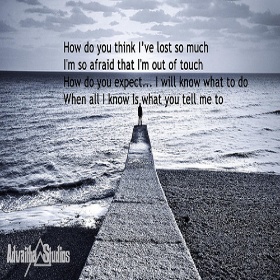 How do you think I've lost so much
I'm so afraid that I'm out of touch
How do you expect... I will know what to do
When all I know Is what you tell me to
Advaitha Studios